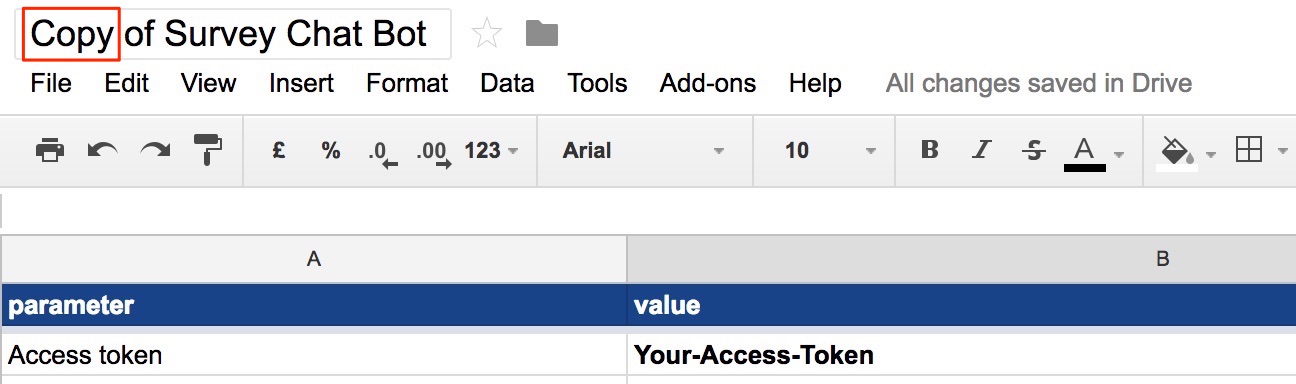 Copy of Survey Chat Bot
File Edit View Insert Format Data Tools Add-ons Help All changes saved in Drive
£ % .0 .00 123 Arial 10 B I S A
A B
parameter value
Access token Your-Access-Token